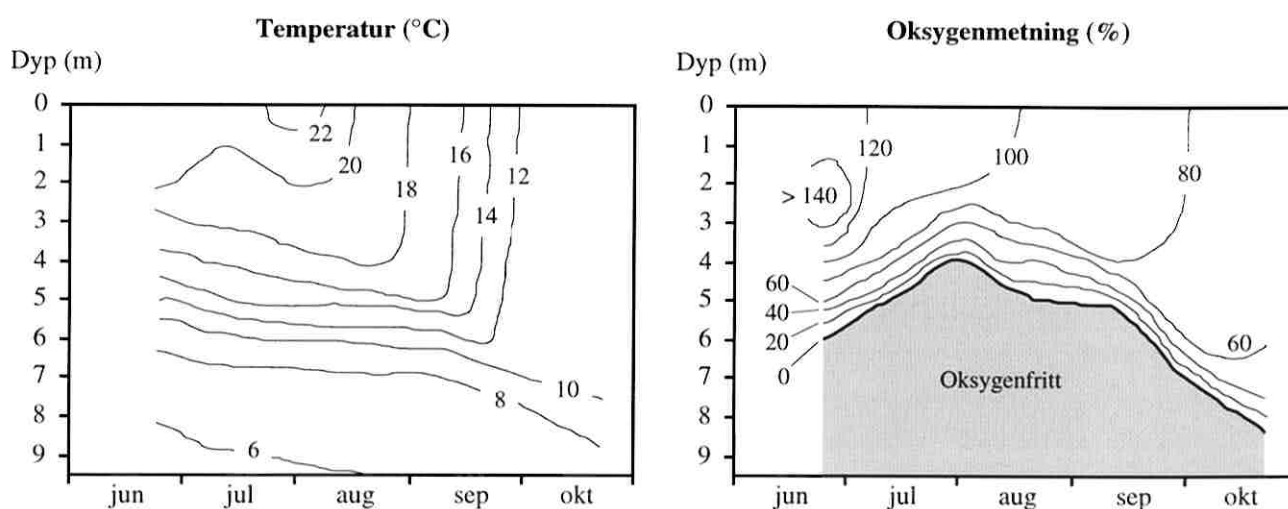 Temperatur (°C)
Dyp (m)
0
1
2
3
4
5
6
7
8
9
22
20
18
16
14
12
10
8
6
jun
jul
aug
sep
okt
Oksygenmetning (%)
Dyp (m)
0
1
2
3
4
5
6
7
8
9
120
> 140
100
80
60
40
20
0
60
Oksygenfritt
jun
jul
aug
sep
okt